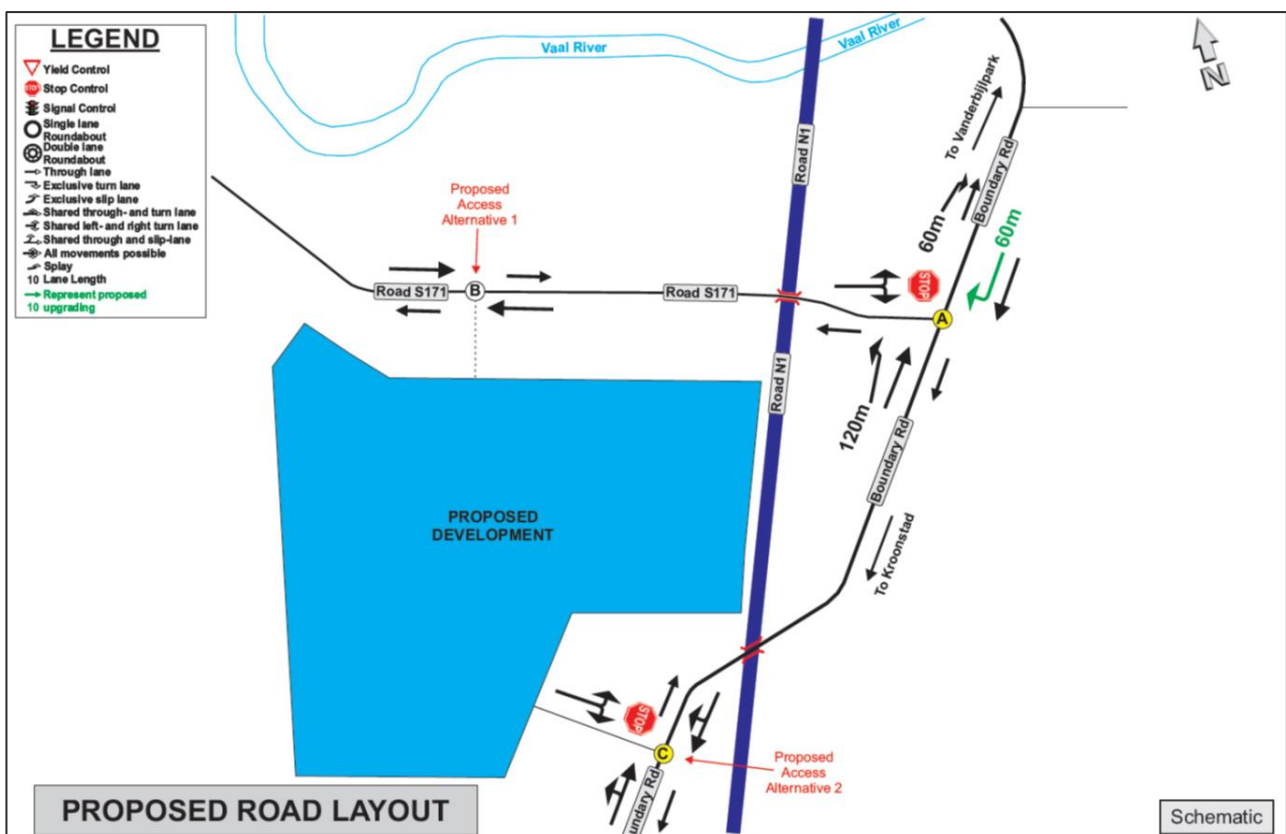 LEGEND
Yield Control
STOP
Stop Control
Signal Control
Single lane
Roundabout
Double lane
Roundabout
Through lane
Exclusive turn lane
Exclusive slip lane
Shared through- and turn lane
Shared left- and right turn lane
Shared through and slip-lane
All movements possible
Splay
10 Lane Length
Represent proposed
10 upgrading
Vaal River
Vaal River
N
Road N1
To Vanderbijlpark
Boundary Rd
60m
60m
Proposed
Access
Alternative 1
Road S171
B
Road S171
STOP
A
Road N1
120m
Boundary Rd
To Kroonstad
PROPOSED
DEVELOPMENT
STOP
C
Proposed
Access
Alternative 2
undary Rd
PROPOSED ROAD LAYOUT
Schematic